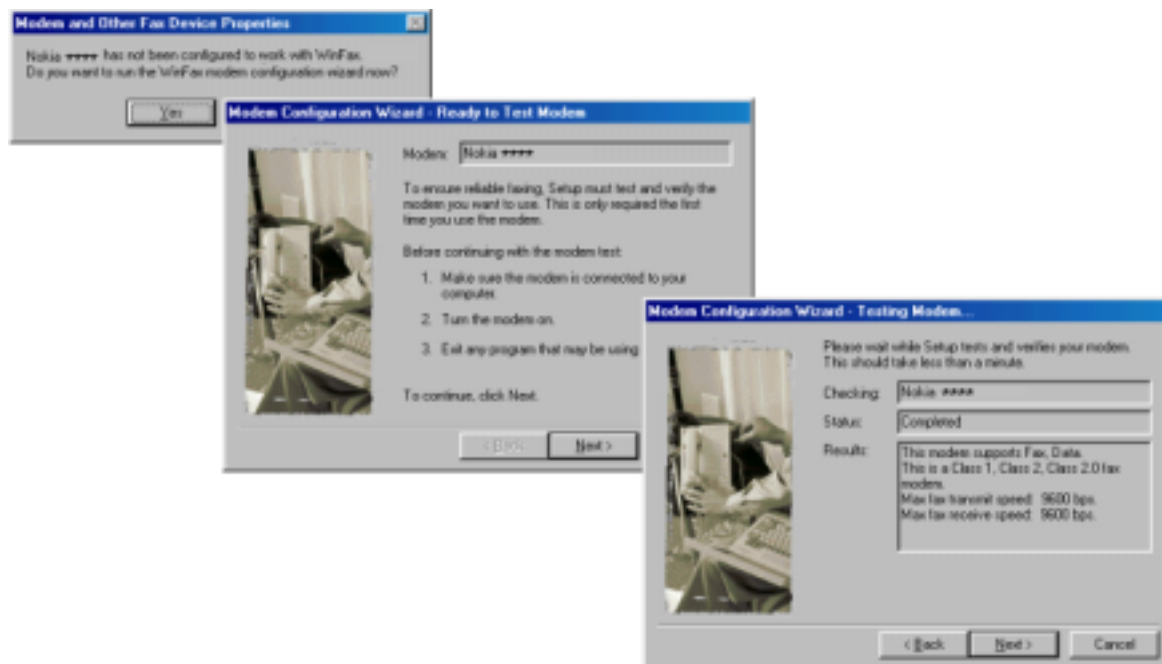 Modem and Other Fax Device Properties
Nokia **** has not been configured to work with WinFax.
Do you want to run the WinFax modem configuration wizard now?
Yes
Modem Configuration Wizard - Ready to Test Modem
Modem: Nokia ****
To ensure reliable faxing, Setup must test and verify the
modem you want to use. This is only required the first
time you use the modem.
Before continuing with the modem test:
1. Make sure the modem is connected to your
computer.
2. Turn the modem on.
3. Exit any program that may be using
To continue, click Next.
< Back Next >
Modem Configuration Wizard - Testing Modem...
Please wait while Setup tests and verifies your modem.
This should take less than a minute.
Checking: Nokia ****
Status: Completed
Results: This modem supports Fax, Data.
This is a Class 1, Class 2, Class 2.0 fax
modem.
Max fax transmit speed: 9600 bps.
Max fax receive speed: 9600 bps.
< Back Next > Cancel